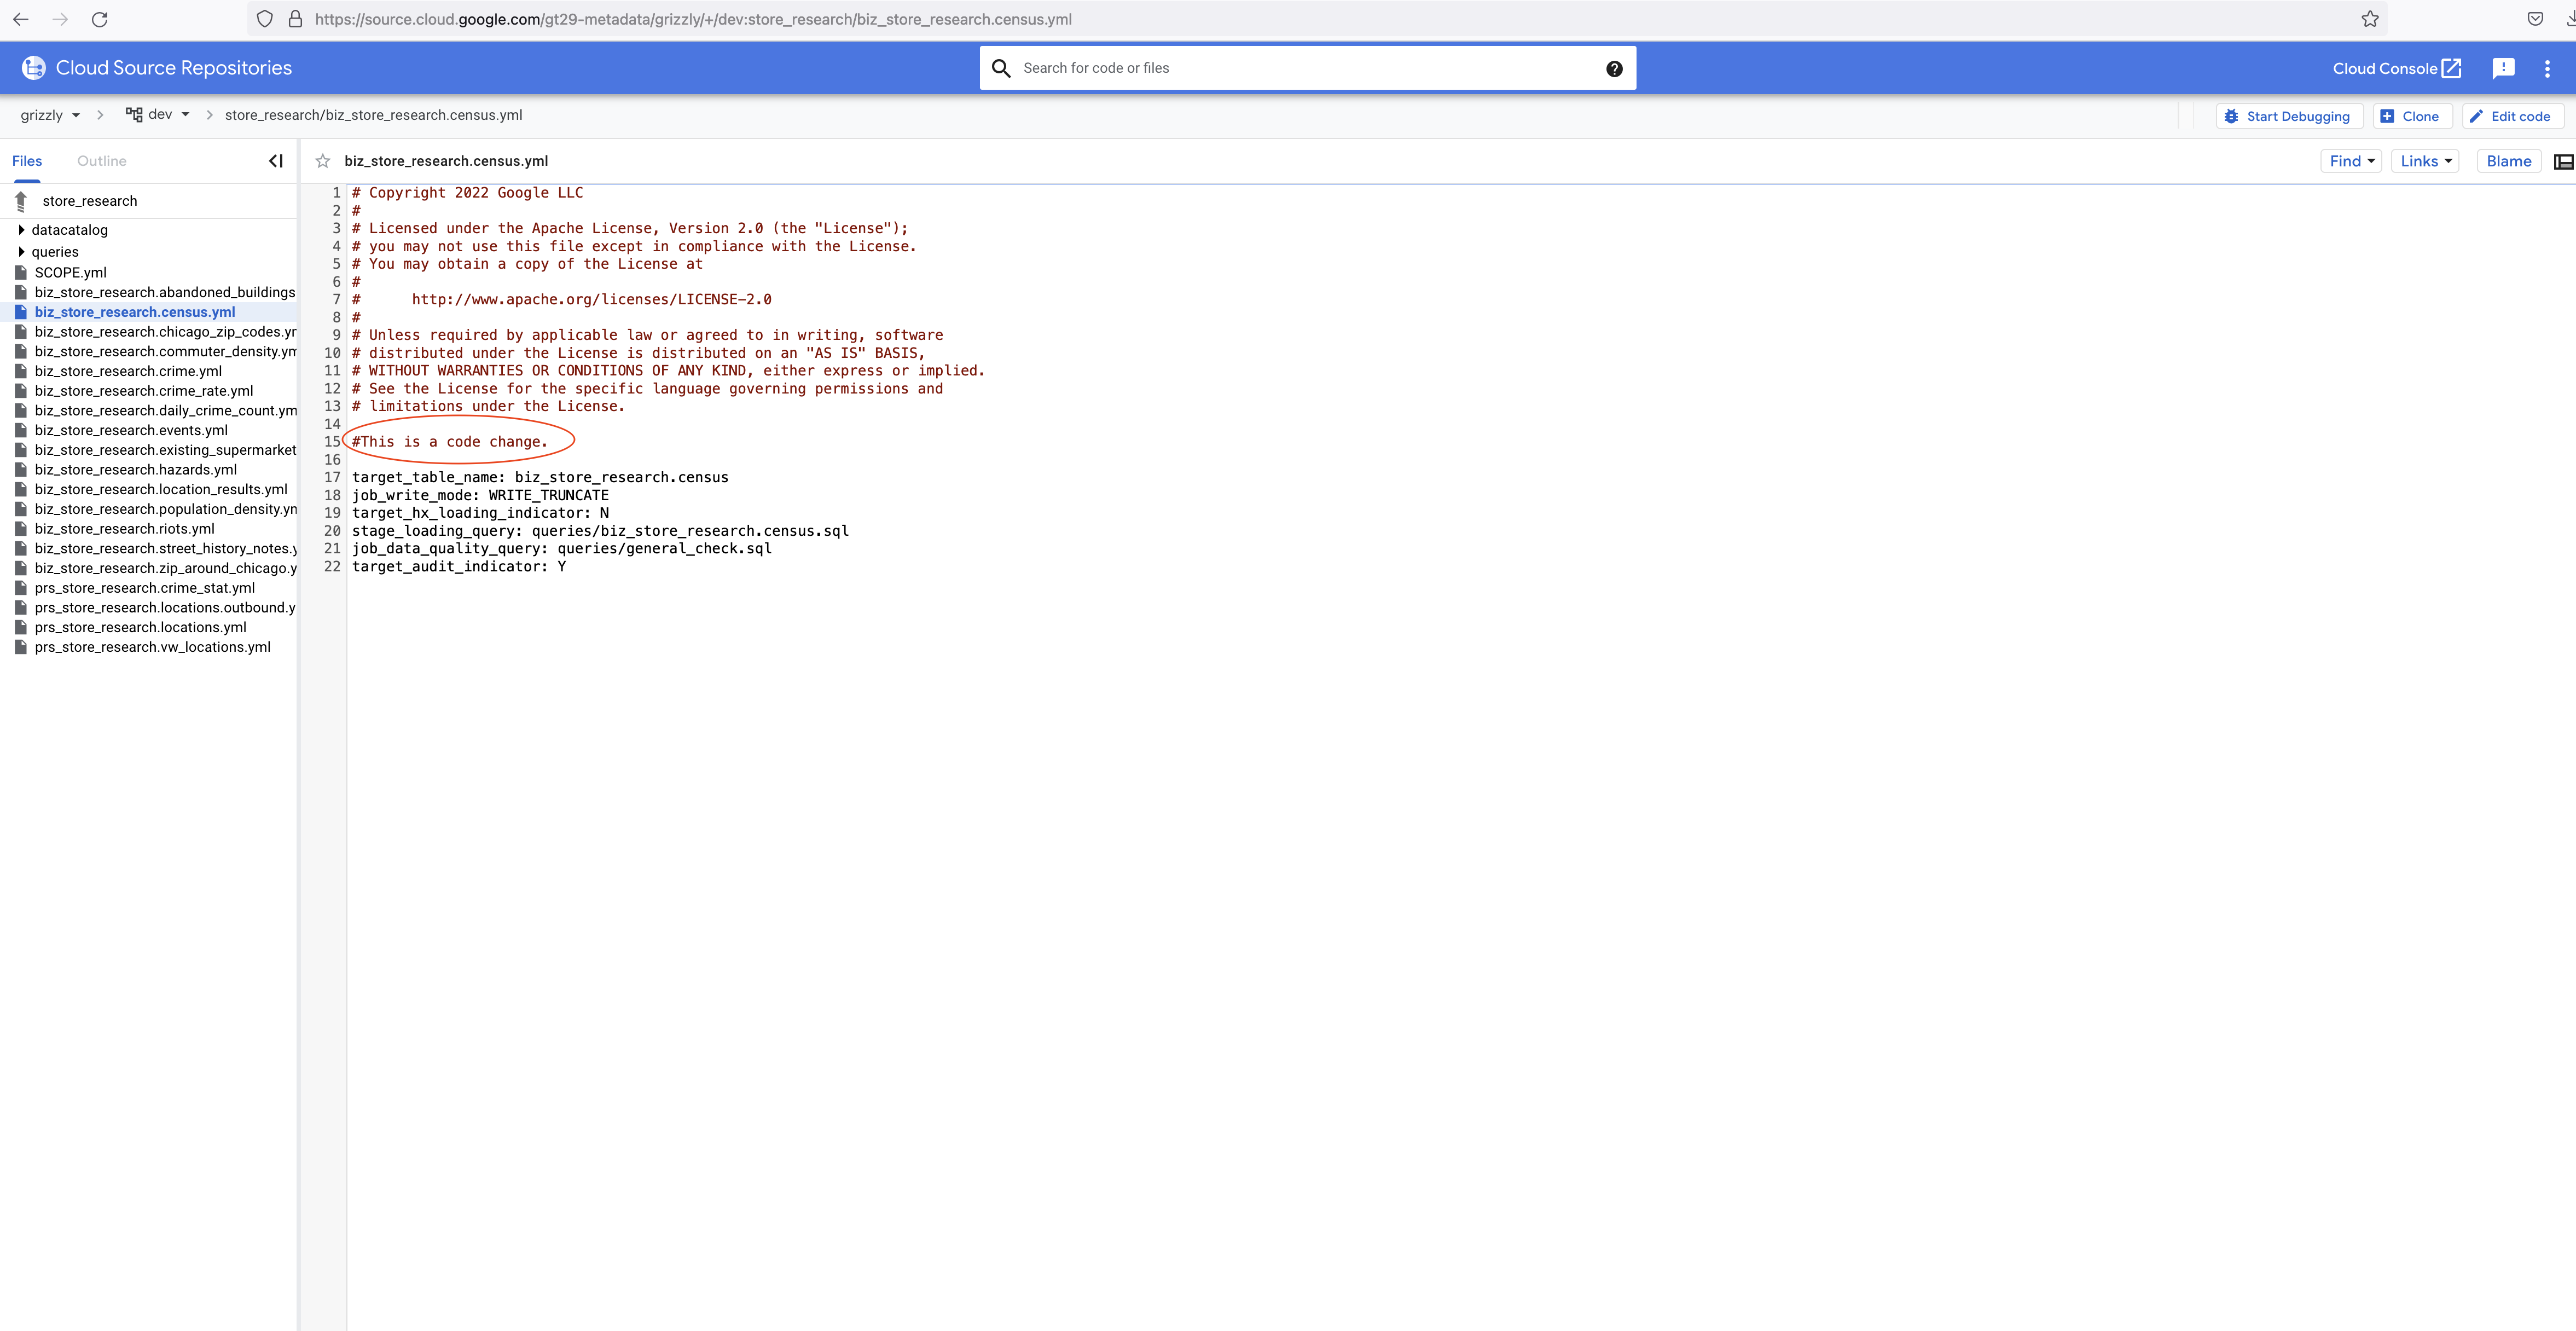 https://source.cloud.google.com/gt29-metadata/grizzly/+/dev:store_research/biz_store_research.census.yml
Cloud Source Repositories
Search for code or files
?
Cloud Console
grizzly
dev
store_research/biz_store_research.census.yml
Start Debugging
Clone
Edit code
Files
Outline
biz_store_research.census.yml
Find
Links
Blame
store_research
datacatalog
queries
SCOPE.yml
biz_store_research.abandoned_buildings
biz_store_research.census.yml
biz_store_research.chicago_zip_codes.yr
biz_store_research.commuter_density.ym
biz_store_research.crime.yml
biz_store_research.crime_rate.yml
biz_store_research.daily_crime_count.ym
biz_store_research.events.yml
biz_store_research.existing_supermarket
biz_store_research.hazards.yml
biz_store_research.location_results.yml
biz_store_research.population_density.yn
biz_store_research.riots.yml
biz_store_research.street_history_notes.y
biz_store_research.zip_around_chicago.y
prs_store_research.crime_stat.yml
prs_store_research.locations.outbound.y
prs_store_research.locations.yml
prs_store_research.vw_locations.yml
1 # Copyright 2022 Google LLC
2 #
3 # Licensed under the Apache License, Version 2.0 (the "License");
4 # you may not use this file except in compliance with the License.
5 # You may obtain a copy of the License at
6 #
7 #      http://www.apache.org/licenses/LICENSE-2.0
8 #
9 # Unless required by applicable law or agreed to in writing, software
10 # distributed under the License is distributed on an "AS IS" BASIS,
11 # WITHOUT WARRANTIES OR CONDITIONS OF ANY KIND, either express or implied.
12 # See the License for the specific language governing permissions and
13 # limitations under the License.
14
15 #This is a code change.
16
17 target_table_name: biz_store_research.census
18 job_write_mode: WRITE_TRUNCATE
19 target_hx_loading_indicator: N
20 stage_loading_query: queries/biz_store_research.census.sql
21 job_data_quality_query: queries/general_check.sql
22 target_audit_indicator: Y